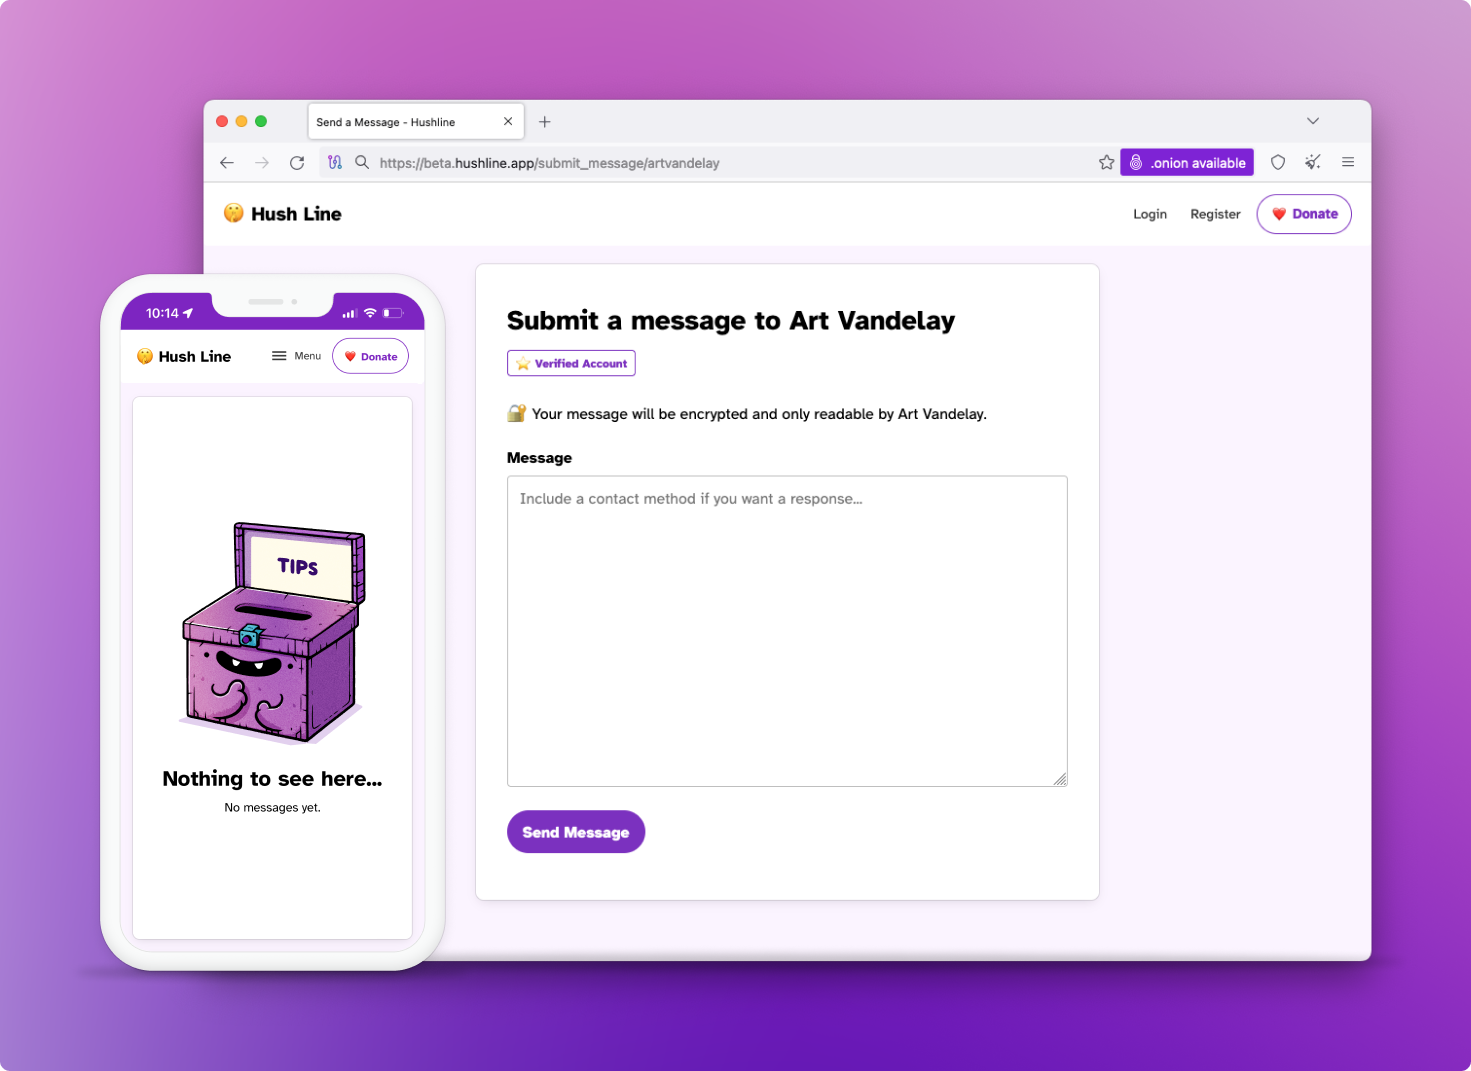 Send a Message - Hushline
https://beta.hushline.app/submit_message/artvandelay
.onion available
Hush Line
Login
Register
Donate
Submit a message to Art Vandelay
Verified Account
Your message will be encrypted and only readable by Art Vandelay.
Message
Include a contact method if you want a response...
Send Message
10:14
Hush Line
Menu
Donate
TIPS
Nothing to see here...
No messages yet.